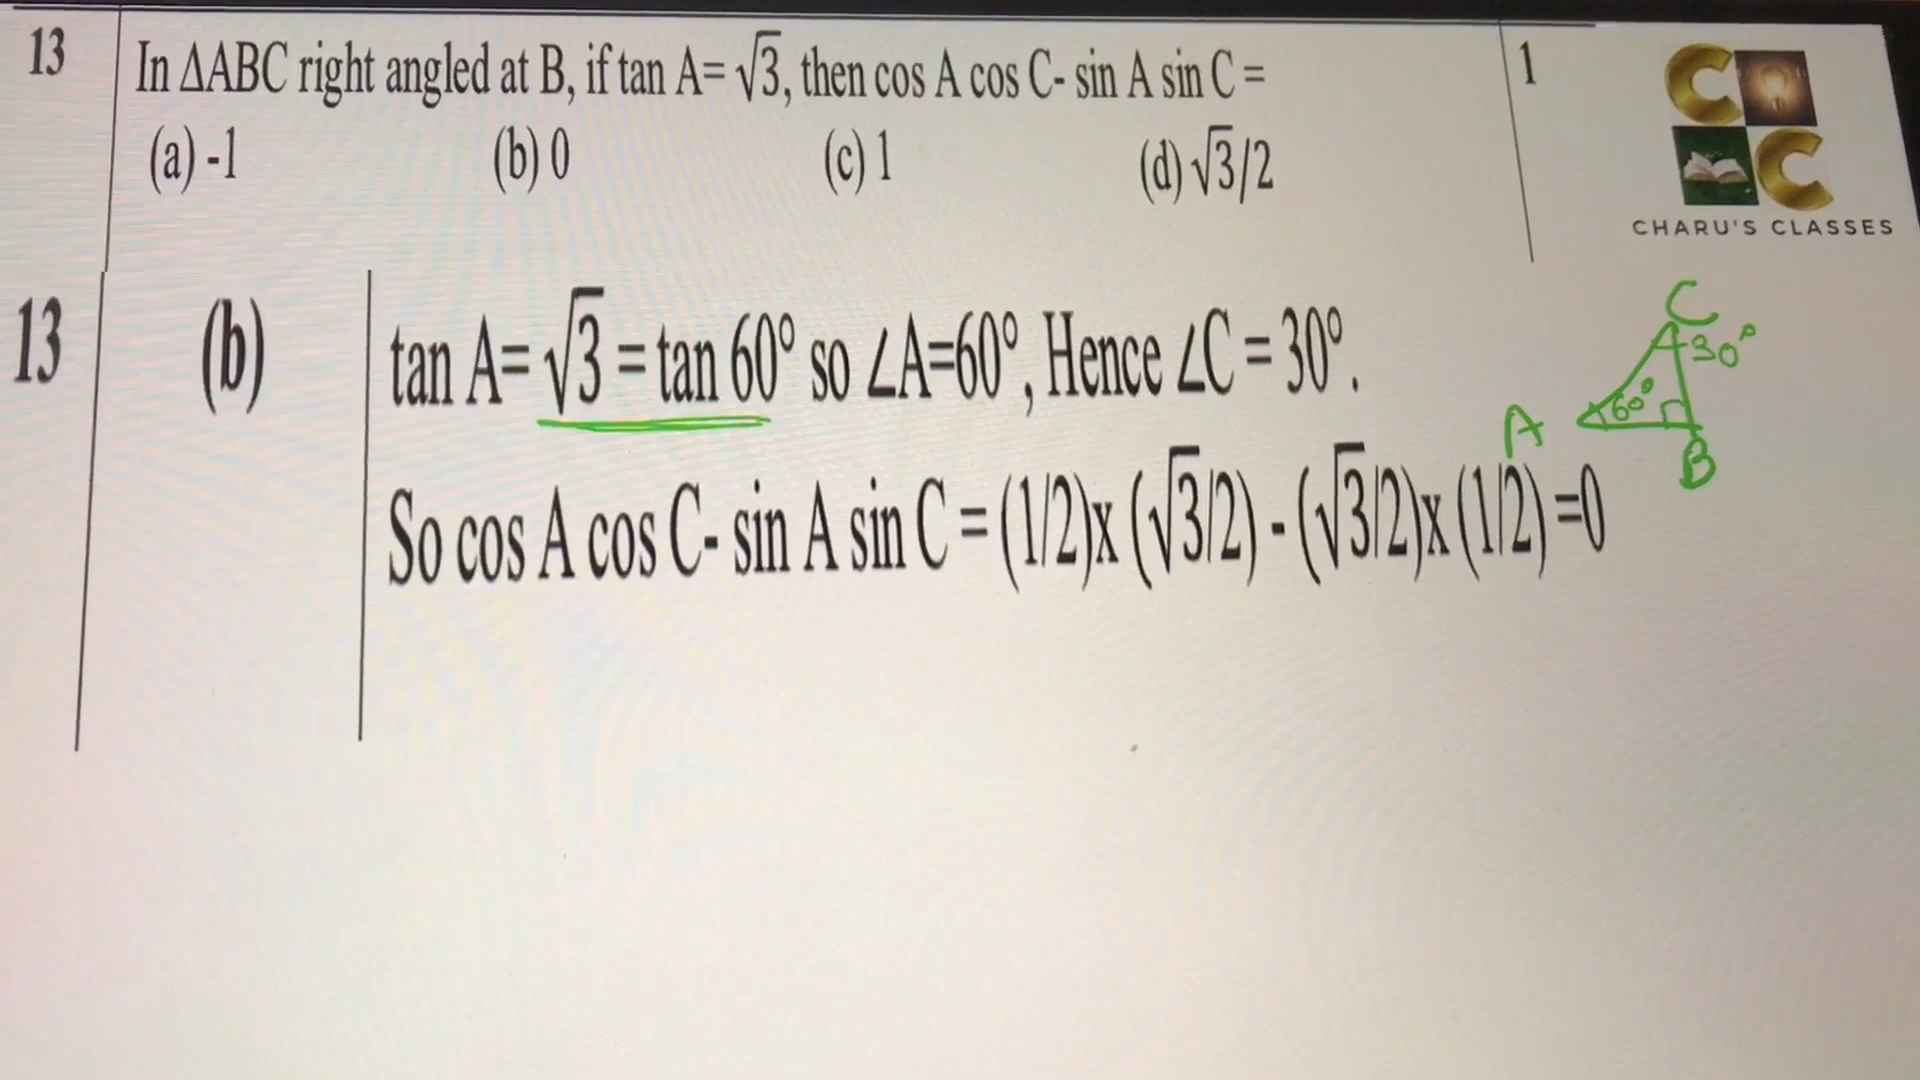 13 In ΔABC right angled at B, if tan A= √3, then cos A cos C- sin A sin C = 1
(a) -1 (b) 0 (c) 1 (d) √3/2
CHARU'S CLASSES
13 (b) tan A= √3 = tan 60° so ∠A=60°, Hence ∠C = 30°.
So cos A cos C- sin A sin C = (1/2)x (√3/2) - (√3/2)x (1/2) =0
C
30°
60°
A
B